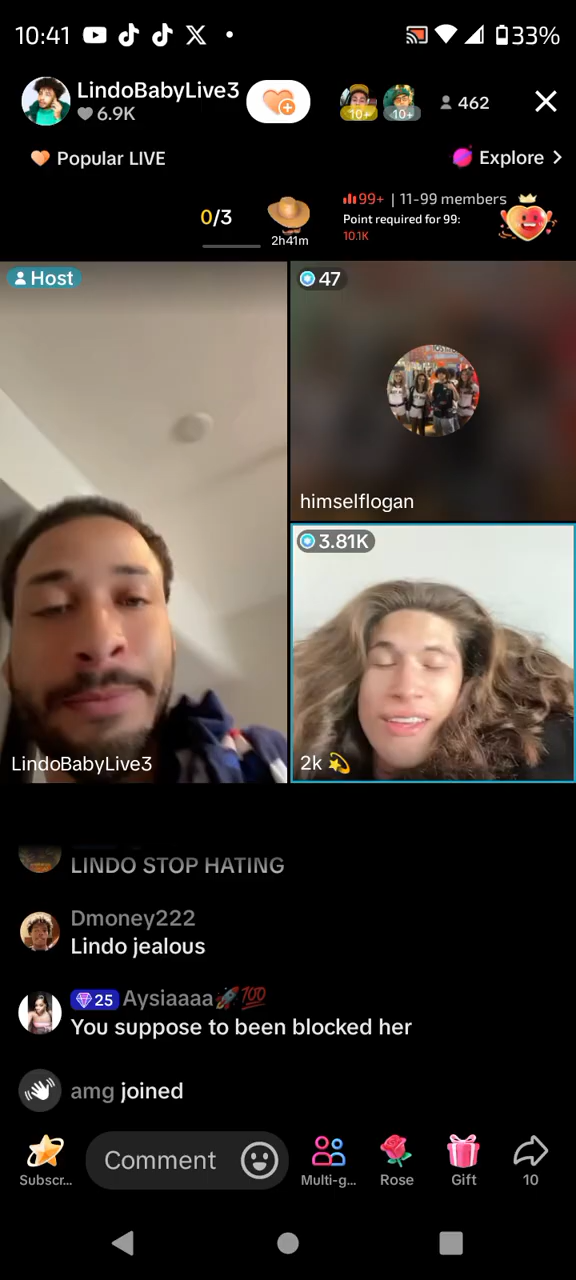 10:41
33%
LindoBabyLive3
6.9K
10+
10+
462
Popular LIVE
Explore
0/3
2h41m
99+ | 11-99 members
Point required for 99:
10.1K
Host
47
himselflogan
3.81K
LindoBabyLive3
2k 💫
LINDO STOP HATING
Dmoney222
Lindo jealous
25 Aysiaaaa🚀💯
You suppose to been blocked her
amg joined
Subscr...
Comment
Multi-g...
Rose
Gift
10